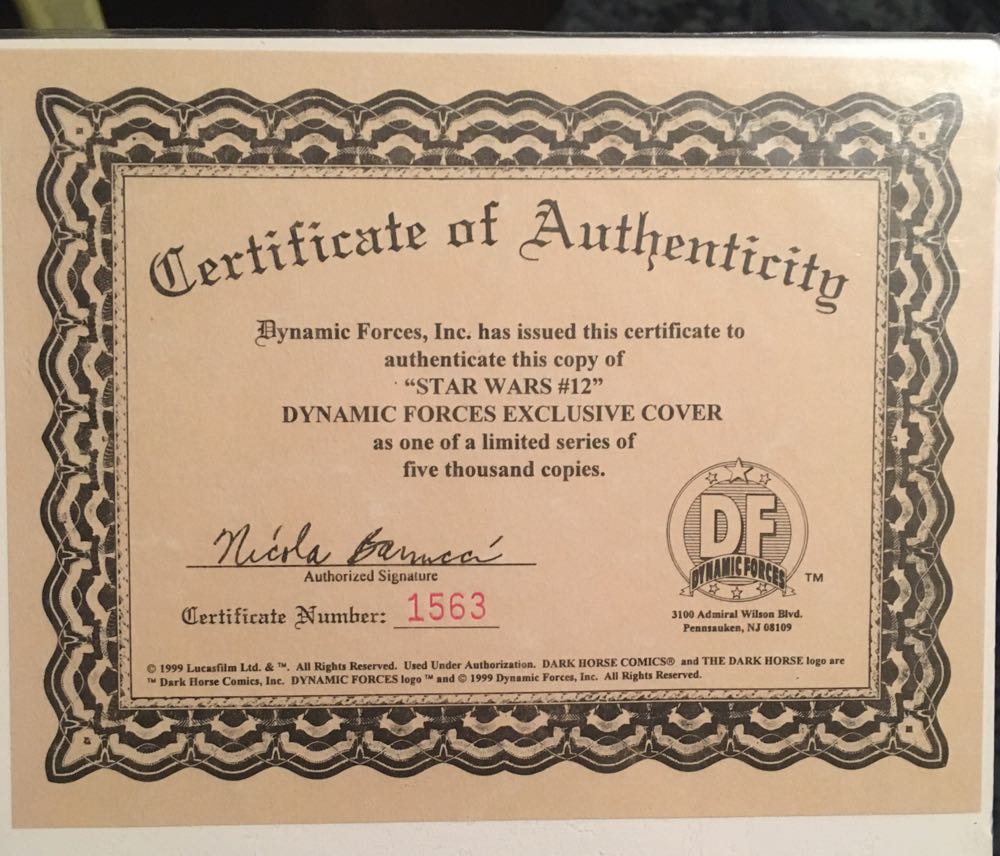 Certificate of Authenticity
Dynamic Forces, Inc. has issued this certificate to
authenticate this copy of
“STAR WARS #12”
DYNAMIC FORCES EXCLUSIVE COVER
as one of a limited series of
five thousand copies.
Nicola Barrucci
Authorized Signature
Certificate Number: 1563
DF
DYNAMIC FORCES TM
3100 Admiral Wilson Blvd.
Pennsauken, NJ 08109
© 1999 Lucasfilm Ltd. & ™. All Rights Reserved. Used Under Authorization. DARK HORSE COMICS® and THE DARK HORSE logo are
™ Dark Horse Comics, Inc. DYNAMIC FORCES logo ™ and © 1999 Dynamic Forces, Inc. All Rights Reserved.